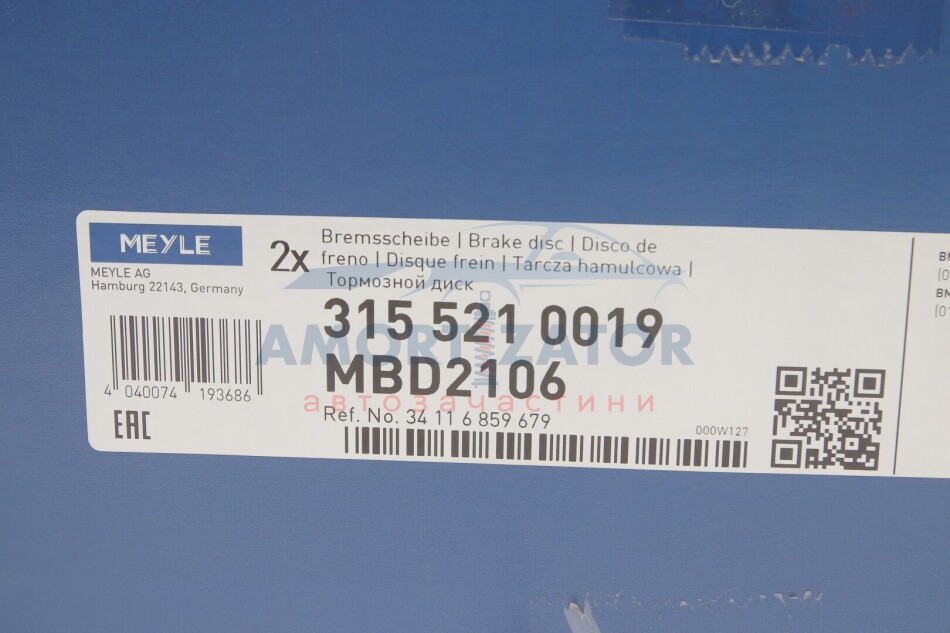 MEYLE
MEYLE AG
Hamburg 22143, Germany
4 040074 193686
EAC
2x
Bremsscheibe | Brake disc | Disco de
freno | Disque frein | Tarcza hamulcowa |
Тормозной диск
315 521 0019
MBD2106
Ref. No. 34 11 6 859 679
000W127
AMORTIZATOR
автозапчастини